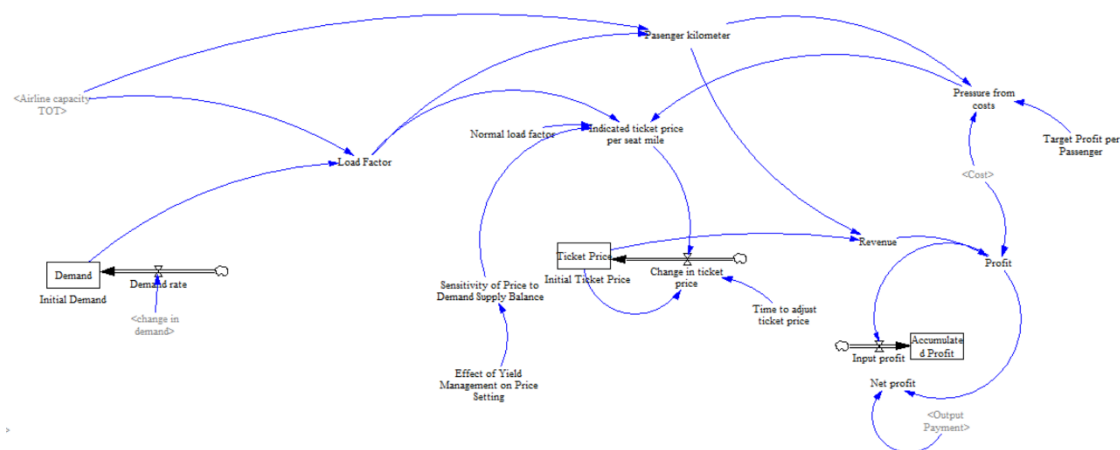 Pasenger kilometer
<Airline capacity
TOT>
Pressure from
costs
Normal load factor
Indicated ticket price
per seat mile
Target Profit per
Passenger
Load Factor
<Cost>
Revenue
Ticket Price
Demand
Profit
Change in ticket
price
Initial Ticket Price
Demand rate
Initial Demand
Sensitivity of Price to
Demand Supply Balance
Time to adjust
ticket price
<change in
demand>
Accumulate
d Profit
Input profit
Effect of Yield
Management on Price
Setting
Net profit
<Output
Payment>
>